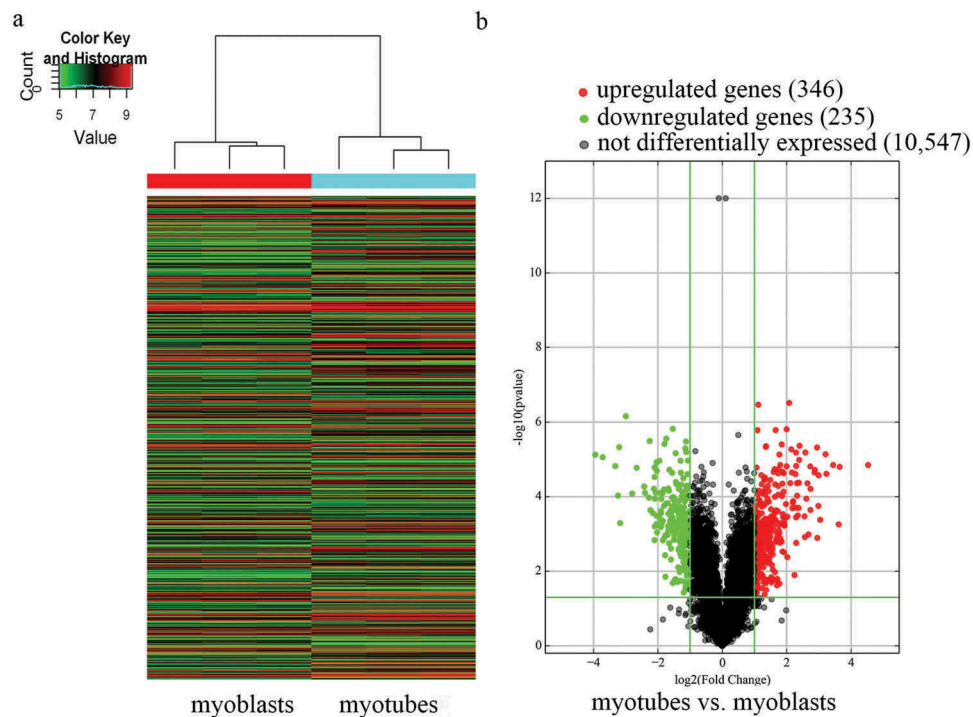 a
Color Key
and Histogram
Count
0
5 7 9
Value
myoblasts myotubes
b
upregulated genes (346)
downregulated genes (235)
not differentially expressed (10,547)
12
10
8
6
4
2
0
-log10(pvalue)
−4 −2 0 2 4
log2(Fold Change)
myotubes vs. myoblasts